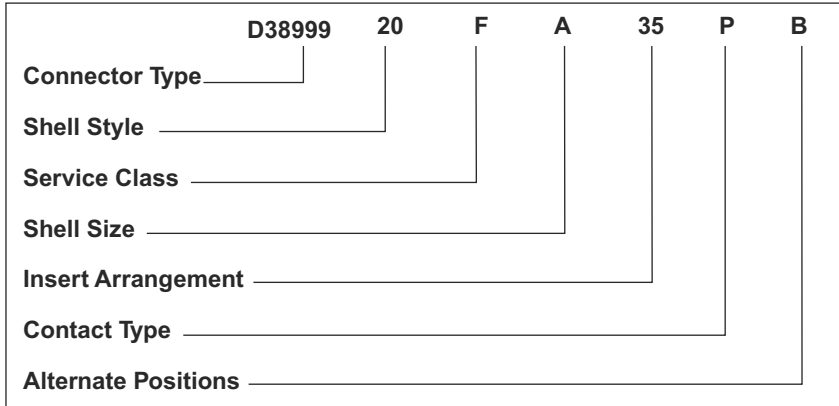 D38999 20 F A 35 P B
Connector Type
Shell Style
Service Class
Shell Size
Insert Arrangement
Contact Type
Alternate Positions